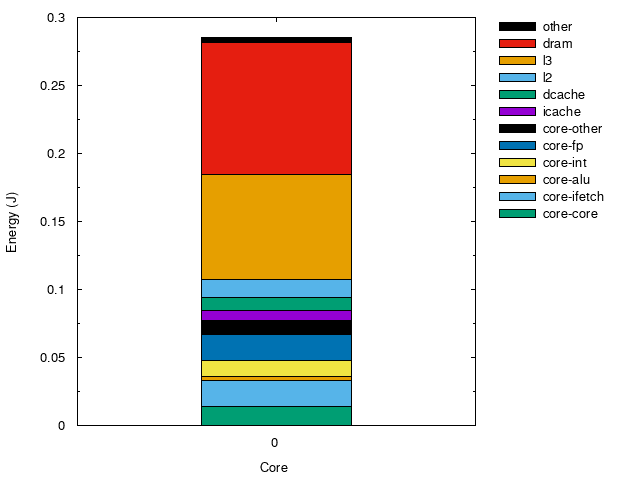 0.3
0.25
0.2
0.15
0.1
0.05
0
Energy (J)
0
Core
other
dram
l3
l2
dcache
icache
core-other
core-fp
core-int
core-alu
core-ifetch
core-core